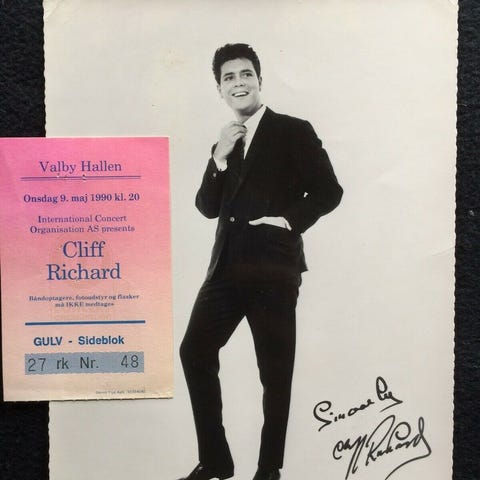 Valby Hallen
Onsdag 9. maj 1990 kl. 20
International Concert
Organisation AS presents
Cliff
Richard
Båndoptagere, fotoudstyr og flasker
må IKKE medtages
GULV - Sideblok
27 rk Nr. 48
Sincerely
Cliff Richard